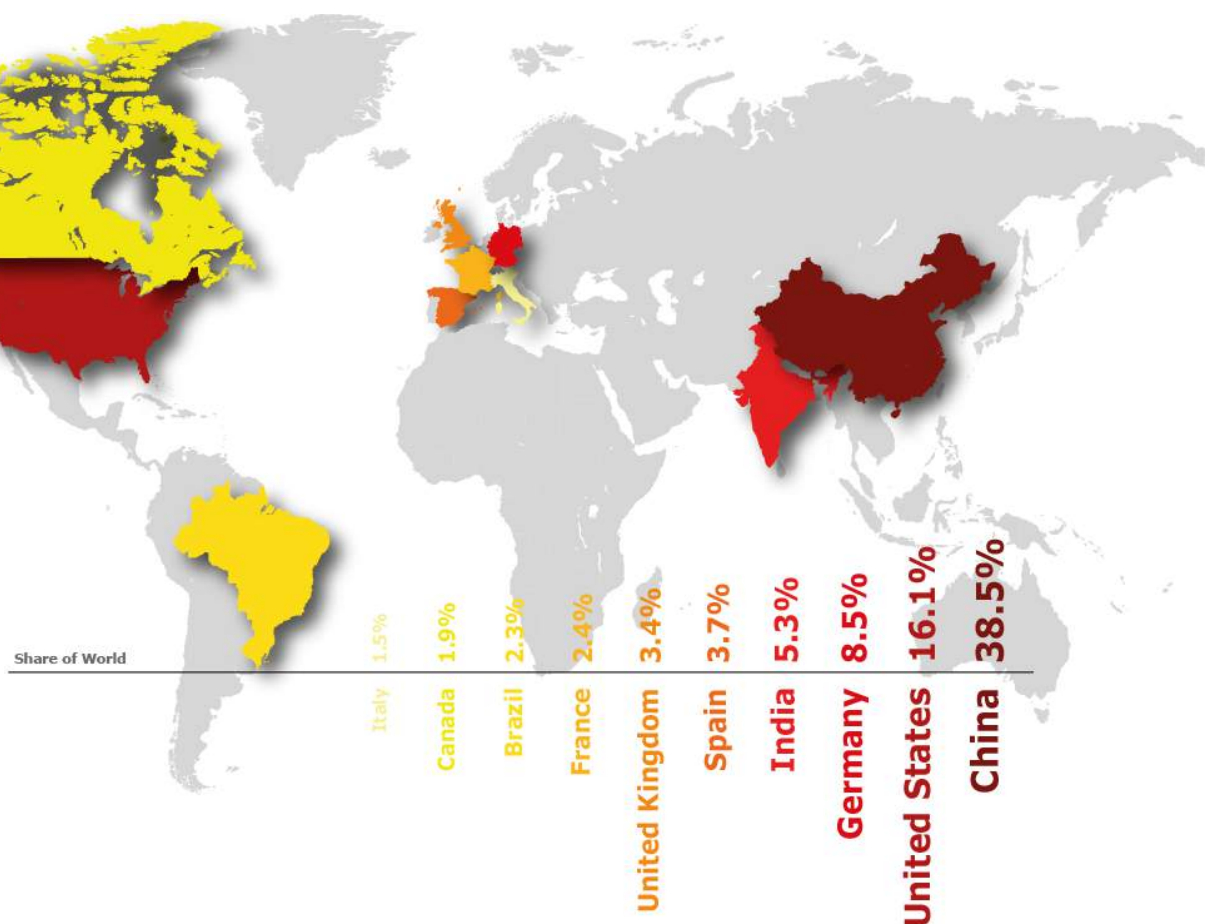 Share of World
Italy 1.5%
Canada 1.9%
Brazil 2.3%
France 2.4%
United Kingdom 3.4%
Spain 3.7%
India 5.3%
Germany 8.5%
United States 16.1%
China 38.5%